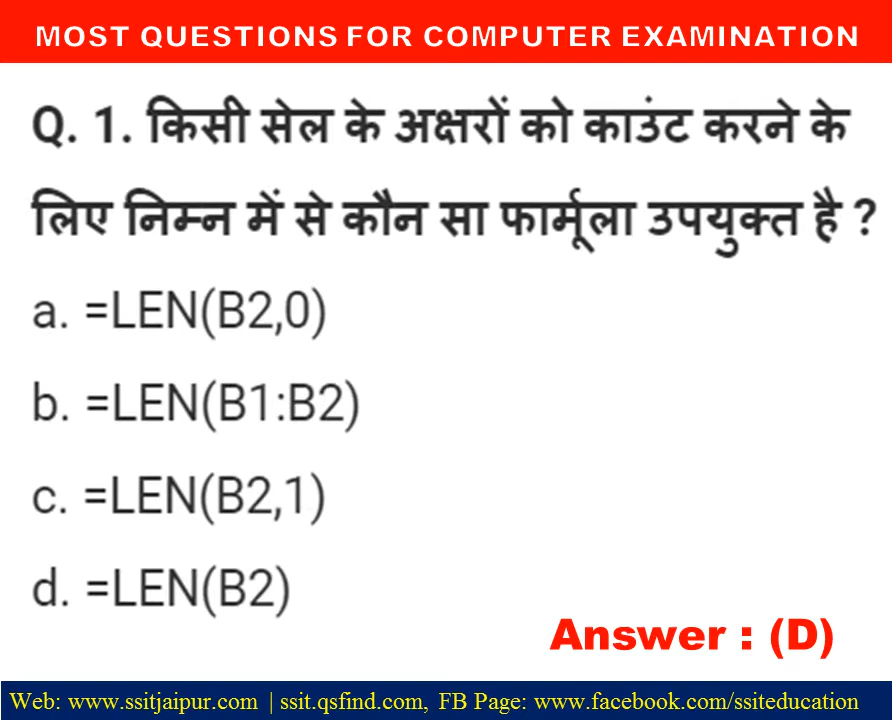 MOST QUESTIONS FOR COMPUTER EXAMINATION
Q. 1. किसी सेल के अक्षरों को काउंट करने के
लिए निम्न में से कौन सा फार्मूला उपयुक्त है ?
a. =LEN(B2,0)
b. =LEN(B1:B2)
c. =LEN(B2,1)
d. =LEN(B2)
Answer : (D)
Web: www.ssitjaipur.com | ssit.qsfind.com, FB Page: www.facebook.com/ssiteducation